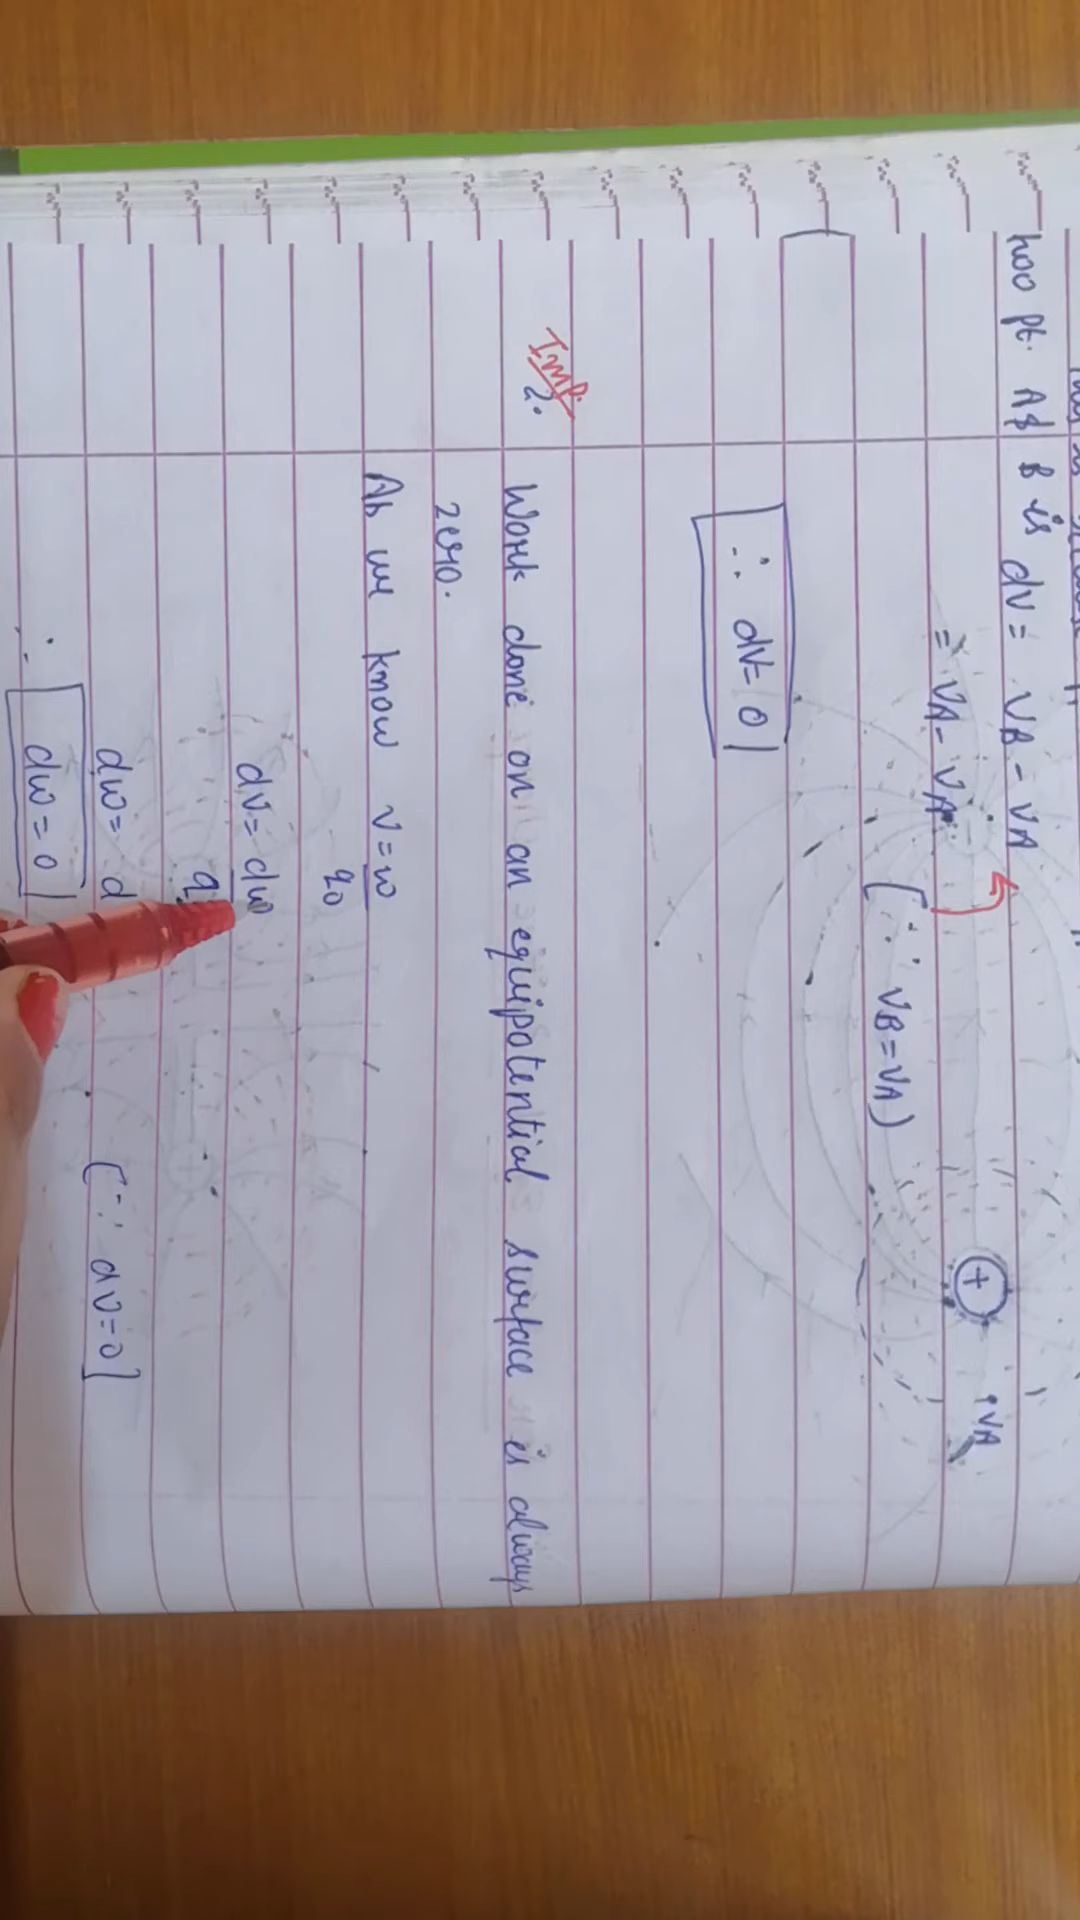 two pt. A & B is dv = VB - VA
= VA - VA [∵ VB = VA)
+
VA
∴ dv = 0
Imp.
2. Work done on an equipotential surface is always
zero.
As we know v = w
q0
dv = dw
q
dw = d [∵ dv = 0]
∴ dw = 0